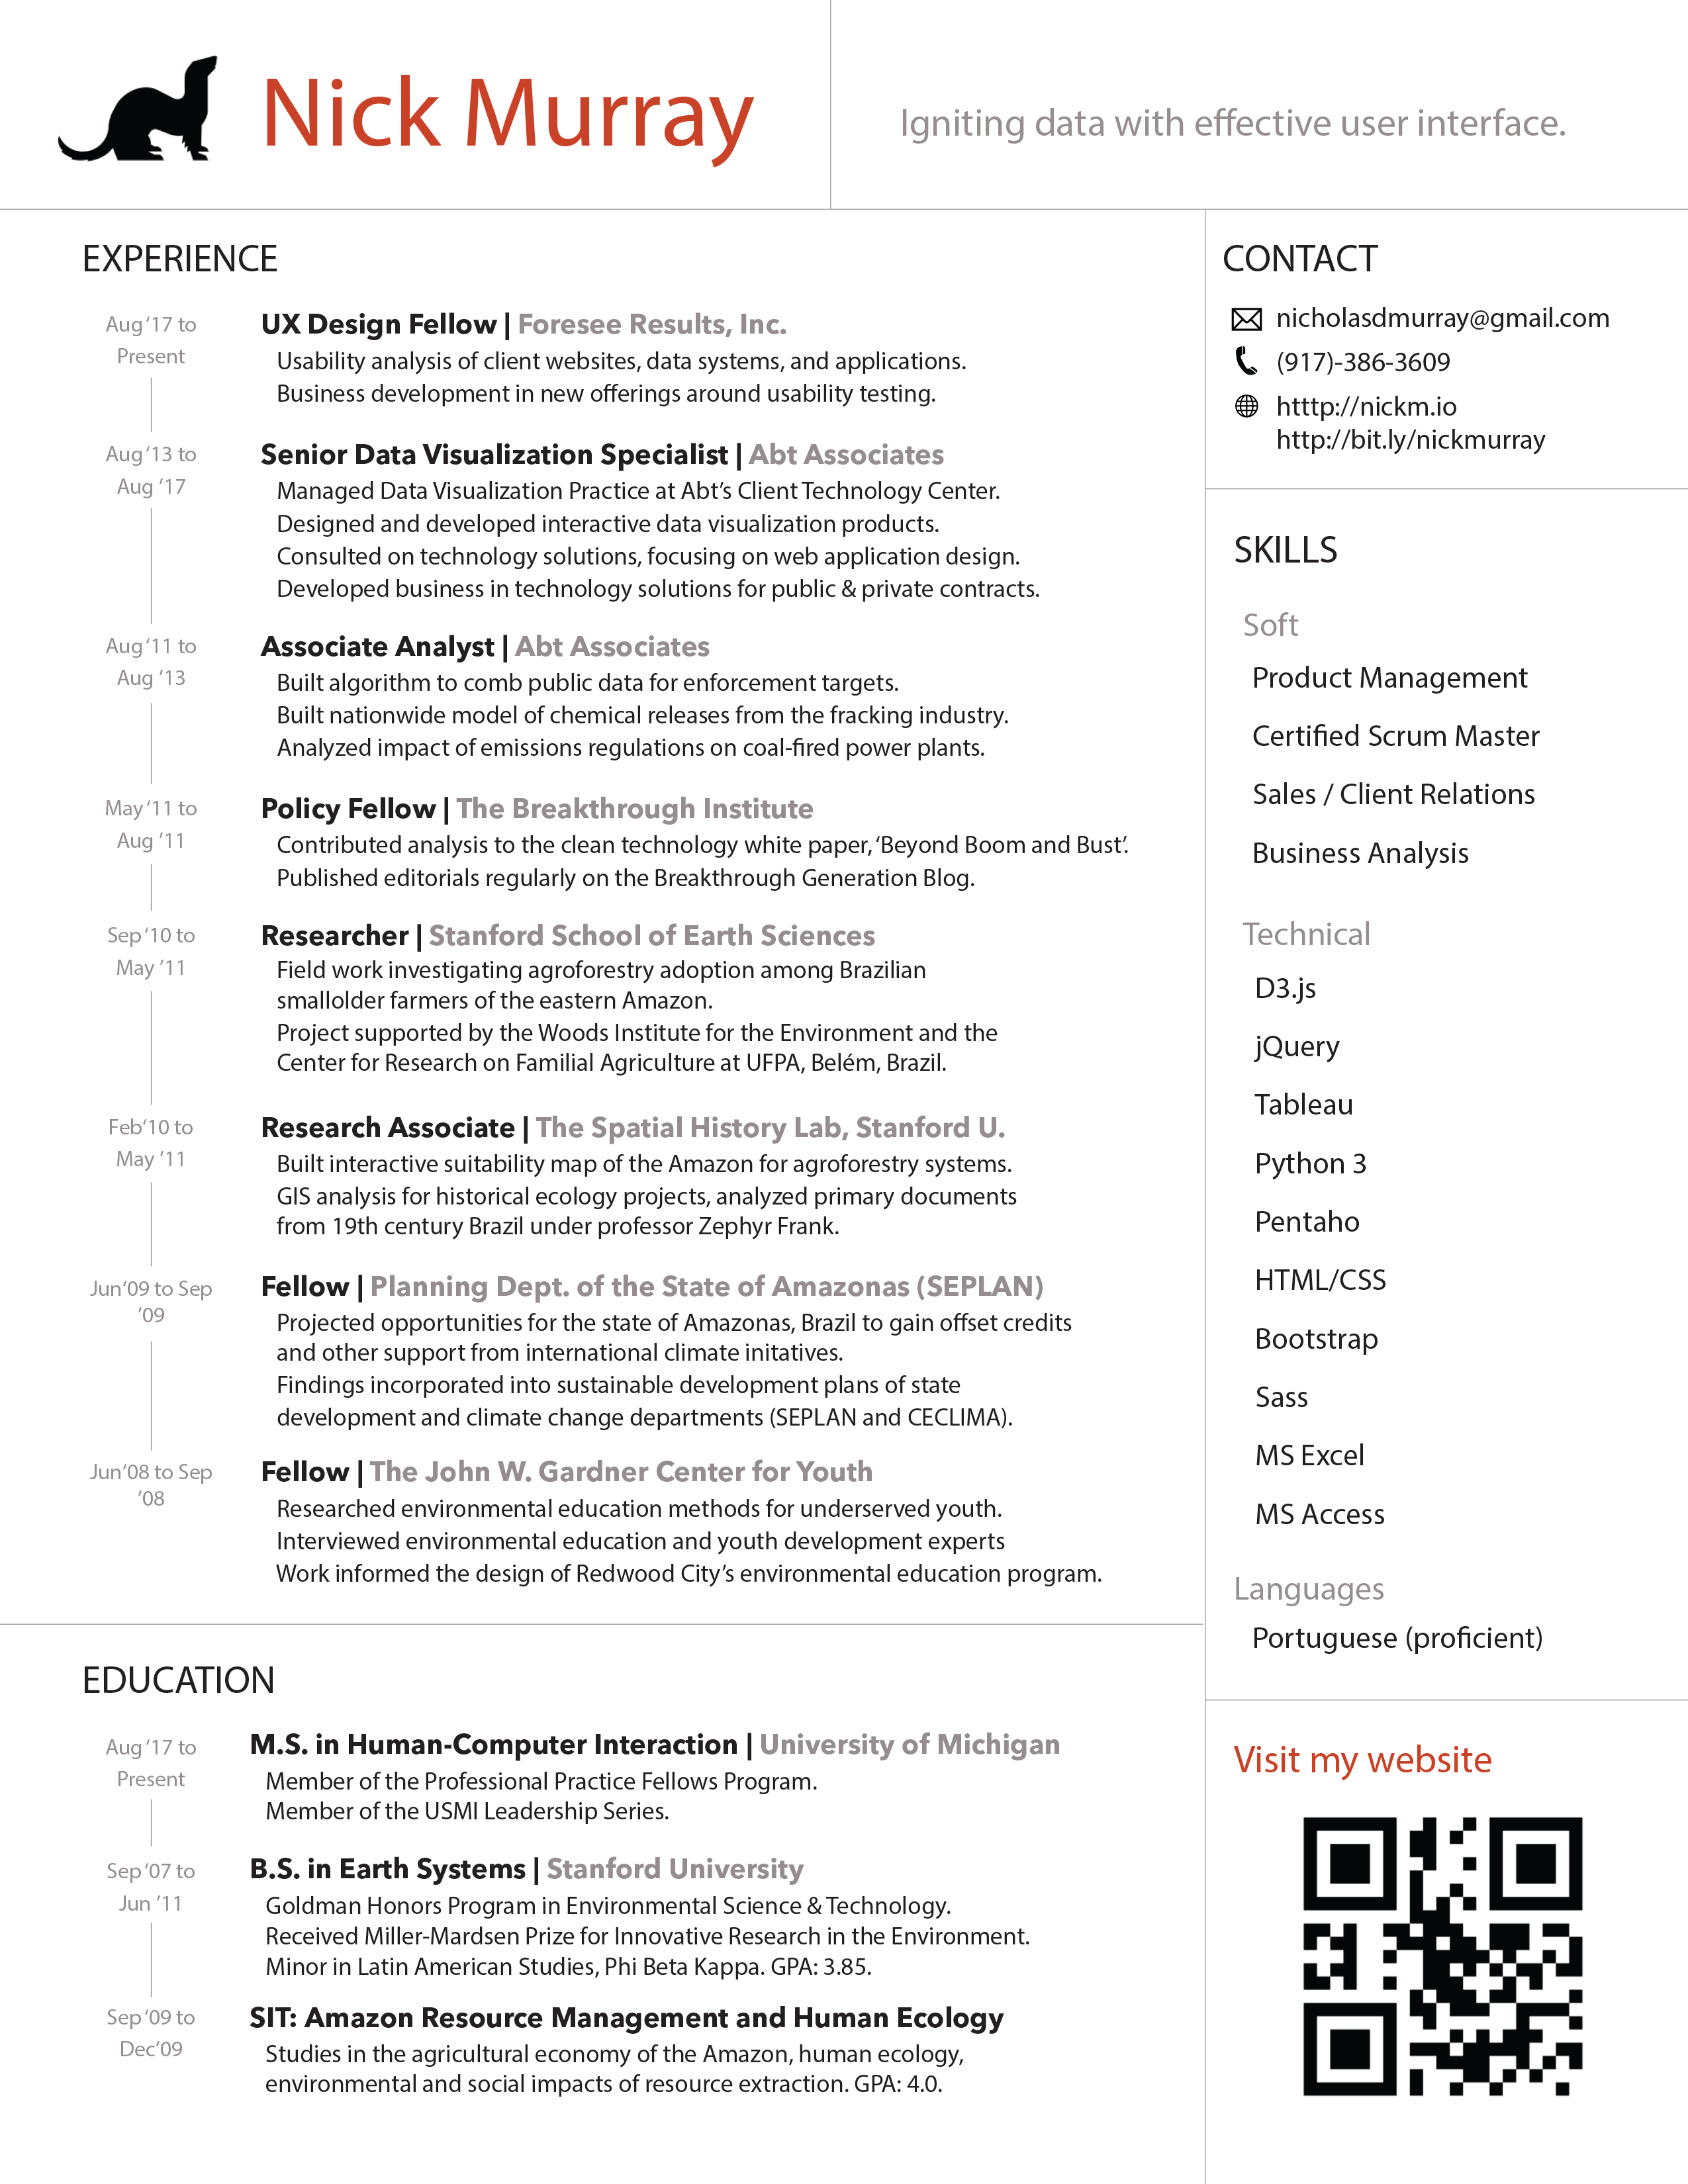 Nick Murray
Igniting data with effective user interface.
EXPERIENCE
Aug ‘17 to
Present
UX Design Fellow | Foresee Results, Inc.
Usability analysis of client websites, data systems, and applications.
Business development in new offerings around usability testing.
Aug ‘13 to
Aug ’17
Senior Data Visualization Specialist | Abt Associates
Managed Data Visualization Practice at Abt’s Client Technology Center.
Designed and developed interactive data visualization products.
Consulted on technology solutions, focusing on web application design.
Developed business in technology solutions for public & private contracts.
Aug ‘11 to
Aug ’13
Associate Analyst | Abt Associates
Built algorithm to comb public data for enforcement targets.
Built nationwide model of chemical releases from the fracking industry.
Analyzed impact of emissions regulations on coal-fired power plants.
May ‘11 to
Aug ’11
Policy Fellow | The Breakthrough Institute
Contributed analysis to the clean technology white paper, ‘Beyond Boom and Bust’.
Published editorials regularly on the Breakthrough Generation Blog.
Sep ‘10 to
May ’11
Researcher | Stanford School of Earth Sciences
Field work investigating agroforestry adoption among Brazilian
smallolder farmers of the eastern Amazon.
Project supported by the Woods Institute for the Environment and the
Center for Research on Familial Agriculture at UFPA, Belém, Brazil.
Feb‘10 to
May ’11
Research Associate | The Spatial History Lab, Stanford U.
Built interactive suitability map of the Amazon for agroforestry systems.
GIS analysis for historical ecology projects, analyzed primary documents
from 19th century Brazil under professor Zephyr Frank.
Jun‘09 to Sep
’09
Fellow | Planning Dept. of the State of Amazonas (SEPLAN)
Projected opportunities for the state of Amazonas, Brazil to gain offset credits
and other support from international climate initatives.
Findings incorporated into sustainable development plans of state
development and climate change departments (SEPLAN and CECLIMA).
Jun‘08 to Sep
’08
Fellow | The John W. Gardner Center for Youth
Researched environmental education methods for underserved youth.
Interviewed environmental education and youth development experts
Work informed the design of Redwood City’s environmental education program.
EDUCATION
Aug ‘17 to
Present
M.S. in Human-Computer Interaction | University of Michigan
Member of the Professional Practice Fellows Program.
Member of the USMI Leadership Series.
Sep ‘07 to
Jun ’11
B.S. in Earth Systems | Stanford University
Goldman Honors Program in Environmental Science & Technology.
Received Miller-Mardsen Prize for Innovative Research in the Environment.
Minor in Latin American Studies, Phi Beta Kappa. GPA: 3.85.
Sep ‘09 to
Dec’09
SIT: Amazon Resource Management and Human Ecology
Studies in the agricultural economy of the Amazon, human ecology,
environmental and social impacts of resource extraction. GPA: 4.0.
CONTACT
nicholasdmurray@gmail.com
(917)-386-3609
htttp://nickm.io
http://bit.ly/nickmurray
SKILLS
Soft
Product Management
Certified Scrum Master
Sales / Client Relations
Business Analysis
Technical
D3.js
jQuery
Tableau
Python 3
Pentaho
HTML/CSS
Bootstrap
Sass
MS Excel
MS Access
Languages
Portuguese (proficient)
Visit my website